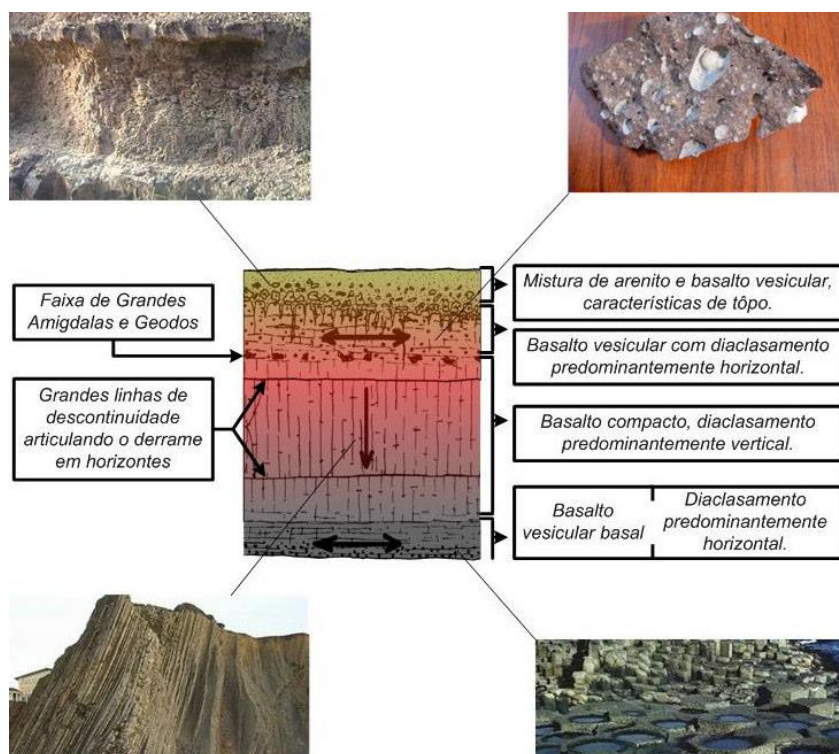 Faixa de Grandes
Amigdalas e Geodos
Grandes linhas de
descontinuidade
articulando o derrame
em horizontes
Mistura de arenito e basalto vesicular,
características de tôpo.
Basalto vesicular com diaclasamento
predominantemente horizontal.
Basalto compacto, diaclasamento
predominantemente vertical.
Basalto
vesicular basal
Diaclasamento
predominantemente
horizontal.